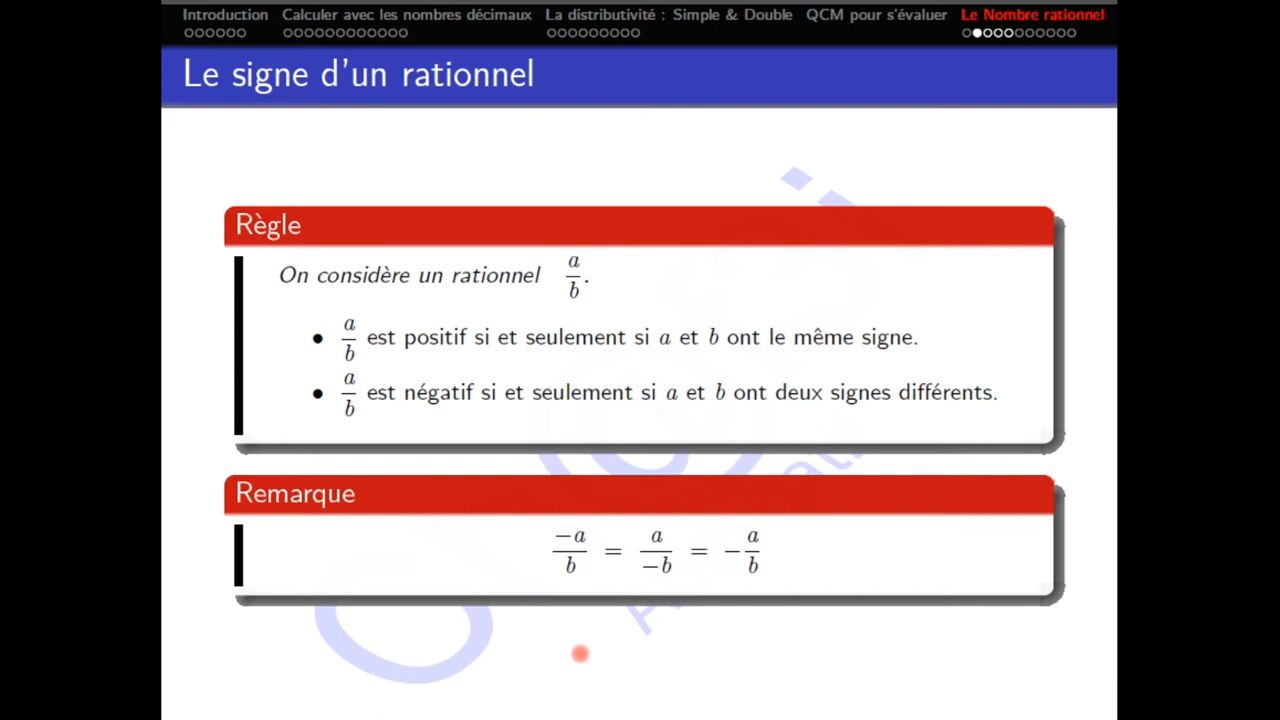 Introduction Calculer avec les nombres décimaux La distributivité : Simple & Double QCM pour s'évaluer Le Nombre rationnel
Le signe d'un rationnel
Règle
On considère un rationnel a/b.
• a/b est positif si et seulement si a et b ont le même signe.
• a/b est négatif si et seulement si a et b ont deux signes différents.
Remarque
−a/b = a/−b = −a/b